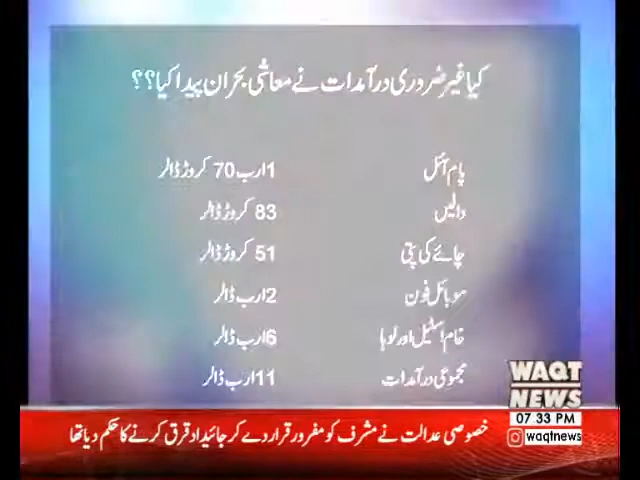 کیا غیر ضروری درآمدات نے معاشی بحران پیدا کیا؟؟
پام آئل 1ارب 70 کروڑ ڈالر
دالیں 83 کروڑ ڈالر
چائے کی پتی 51 کروڑ ڈالر
موبائل فون 2ارب ڈالر
خام اسٹیل اور لوہا 6ارب ڈالر
مجموعی درآمدات 11ارب ڈالر
WAQT
NEWS
07 33 PM
waqtnews
خصوصی عدالت نے مشرف کو مفرور قرار دے کر جائیداد قرق کرنے کا حکم دیا تھا